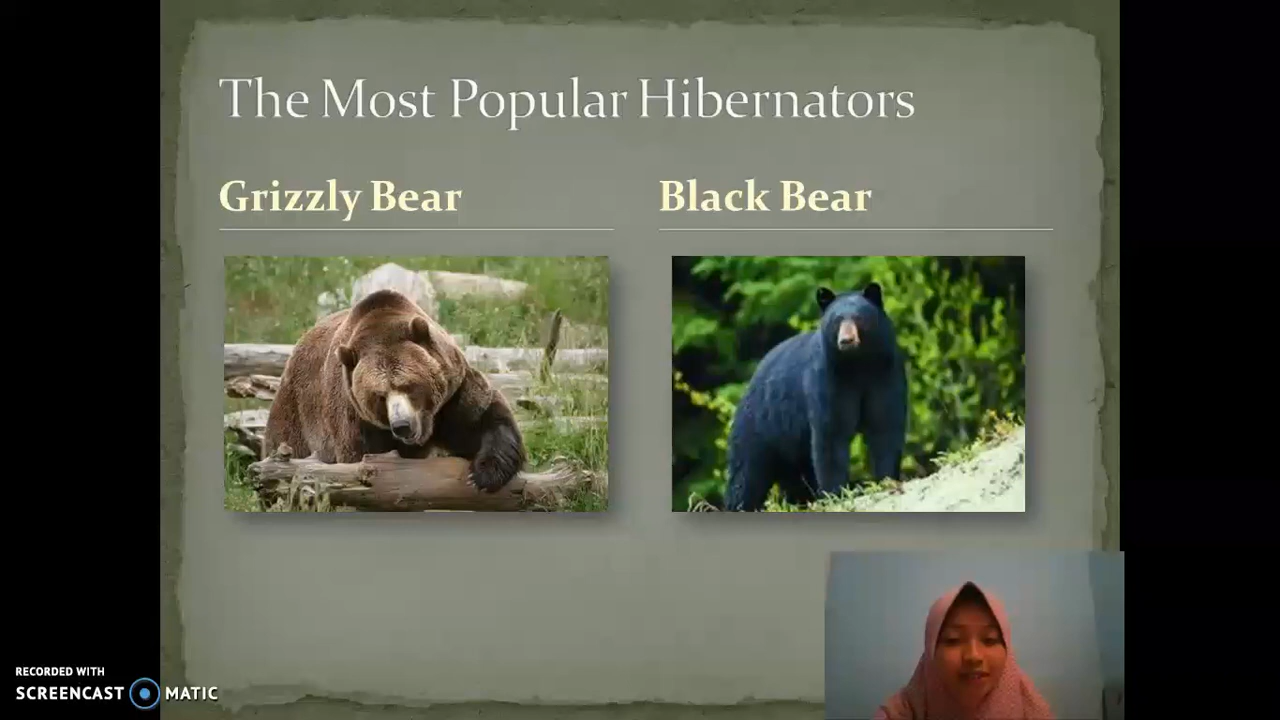 The Most Popular Hibernators
Grizzly Bear
Black Bear
RECORDED WITH
SCREENCAST MATIC